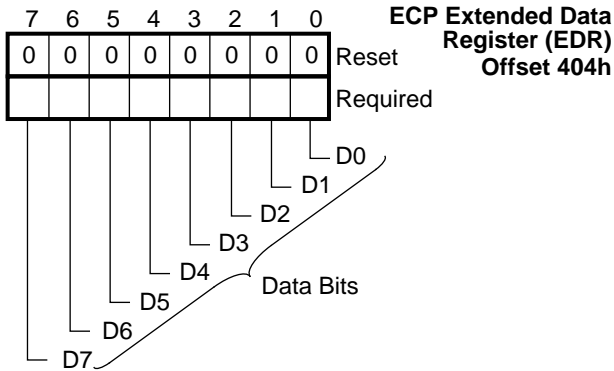 7 6 5 4 3 2 1 0
ECP Extended Data
Register (EDR)
Offset 404h
0 0 0 0 0 0 0 0 Reset
Required
D0
D1
D2
D3
D4
D5
D6
D7
Data Bits